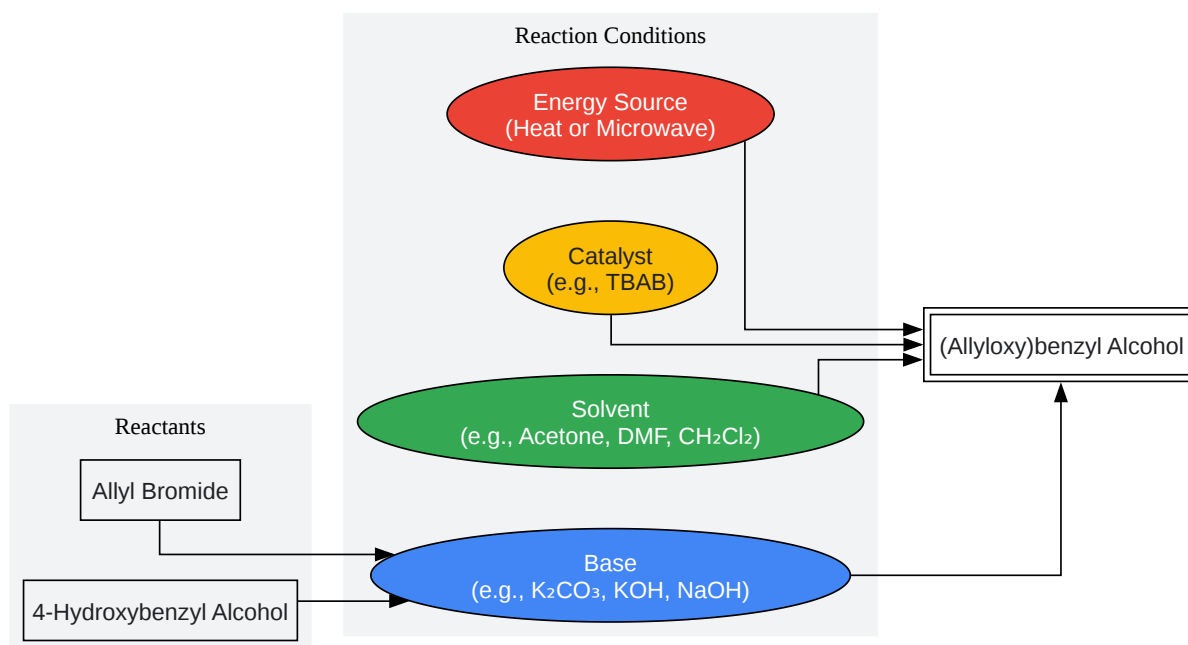 Reaction Conditions
Energy Source
(Heat or Microwave)
Catalyst
(e.g., TBAB)
(Allyloxy)benzyl Alcohol
Solvent
(e.g., Acetone, DMF, CH₂Cl₂)
Reactants
Allyl Bromide
Base
(e.g., K₂CO₃, KOH, NaOH)
4-Hydroxybenzyl Alcohol